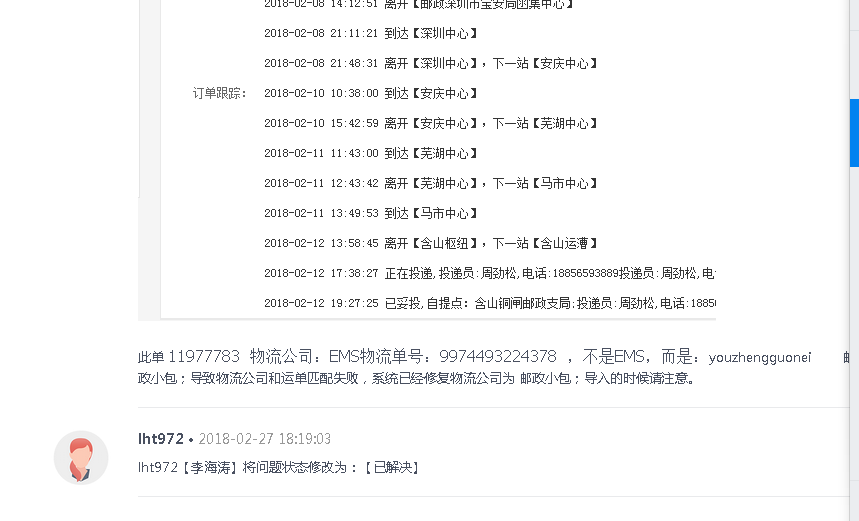 2018-02-08 14:12:51 离开【邮政深圳市宝安局函集中心】
2018-02-08 21:11:21 到达【深圳中心】
2018-02-08 21:48:31 离开【深圳中心】，下一站【安庆中心】
订单跟踪： 2018-02-10 10:38:00 到达【安庆中心】
2018-02-10 15:42:59 离开【安庆中心】，下一站【芜湖中心】
2018-02-11 11:43:00 到达【芜湖中心】
2018-02-11 12:43:42 离开【芜湖中心】，下一站【马市中心】
2018-02-11 13:49:53 到达【马市中心】
2018-02-12 13:58:45 离开【含山枢纽】，下一站【含山运漕】
2018-02-12 17:38:27 正在投递,投递员:周劲松,电话:18856593889投递员:周劲松,电
2018-02-12 19:27:25 已妥投,自提点：含山铜闸邮政支局;投递员:周劲松,电话:1885
此单 11977783 物流公司：EMS物流单号：9974493224378 ，不是EMS，而是：youzhengguonei 邮
政小包；导致物流公司和运单匹配失败，系统已经修复物流公司为 邮政小包；导入的时候请注意。
lht972 • 2018-02-27 18:19:03
lht972【李海涛】将问题状态修改为：【已解决】